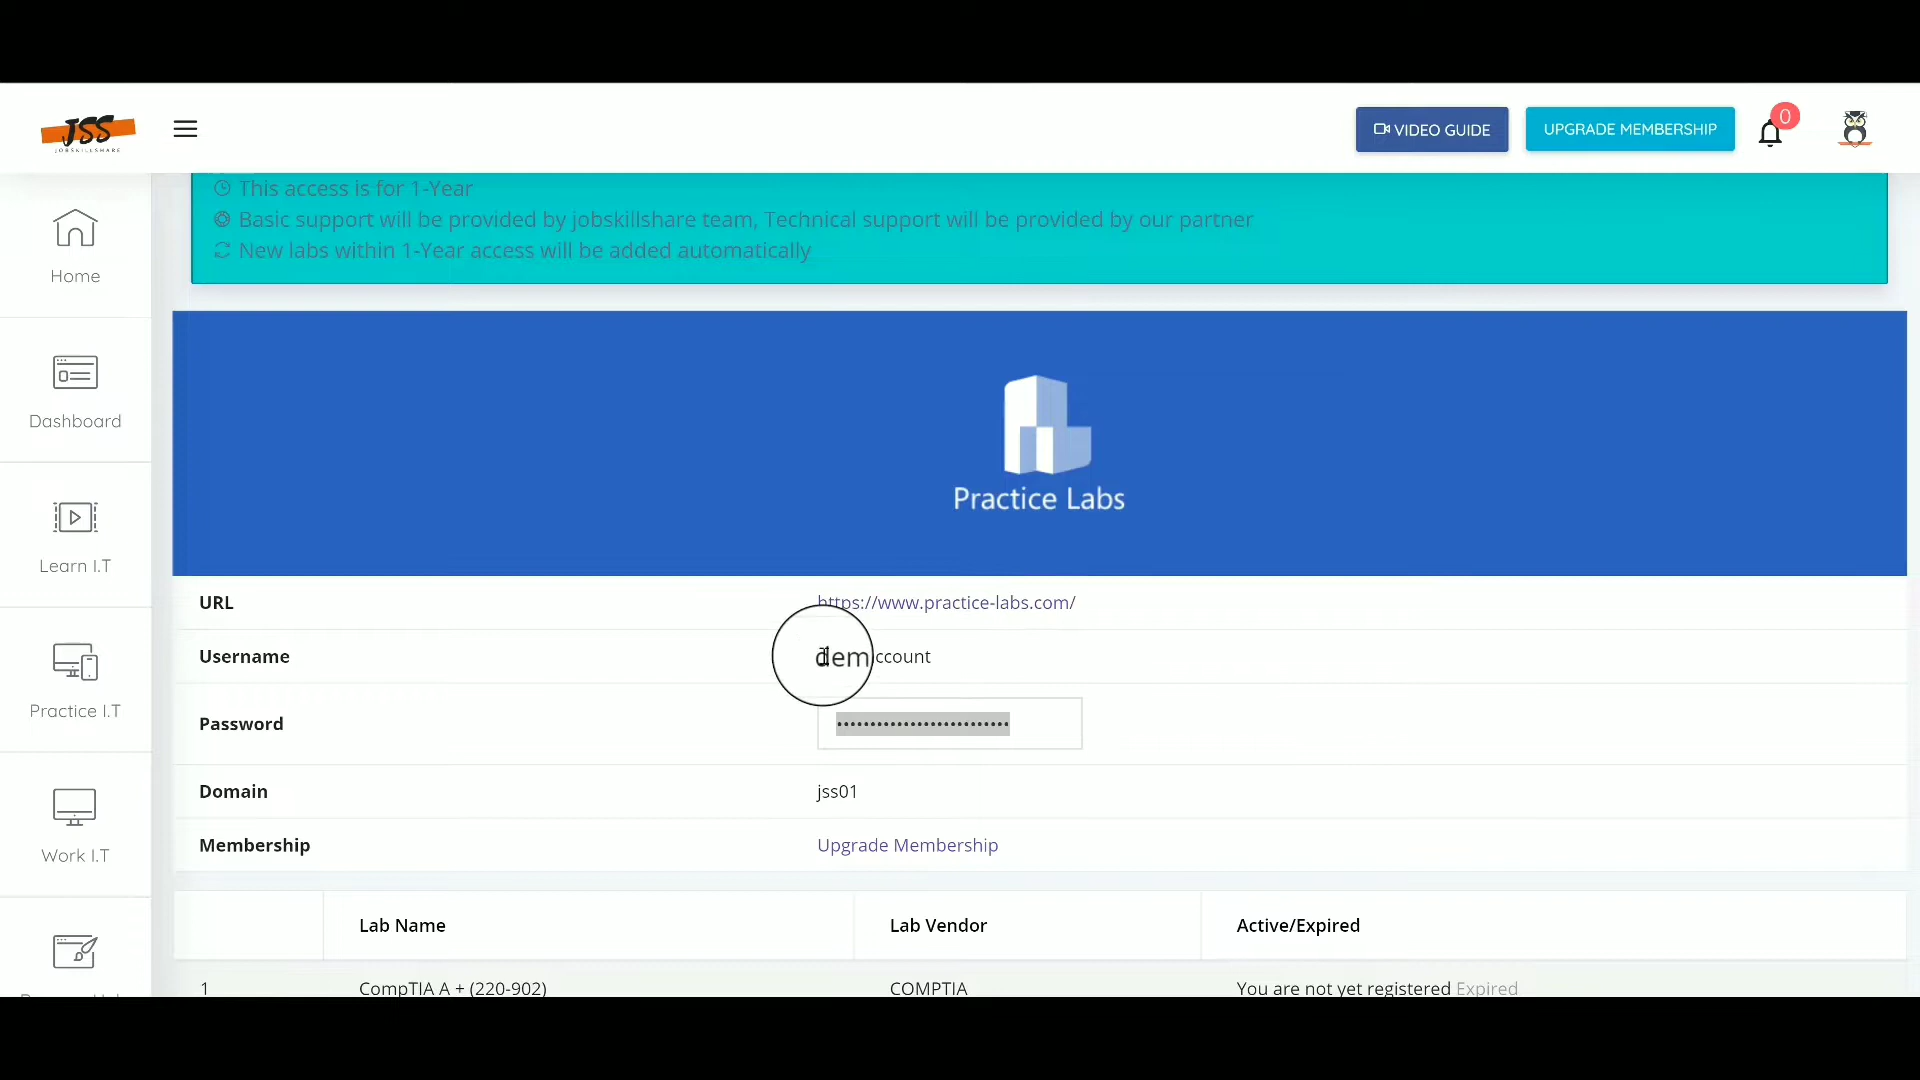 JSS
JOBSKILLSHARE
VIDEO GUIDE
UPGRADE MEMBERSHIP
0
This access is for 1-Year
Basic support will be provided by jobskillshare team, Technical support will be provided by our partner
New labs within 1-Year access will be added automatically
Home
Dashboard
Learn I.T
Practice I.T
Work I.T
Practice Labs
URL https://www.practice-labs.com/
Username dem ccount
Password
Domain jss01
Membership Upgrade Membership
Lab Name Lab Vendor Active/Expired
1 CompTIA A + (220-902) COMPTIA You are not yet registered Expired